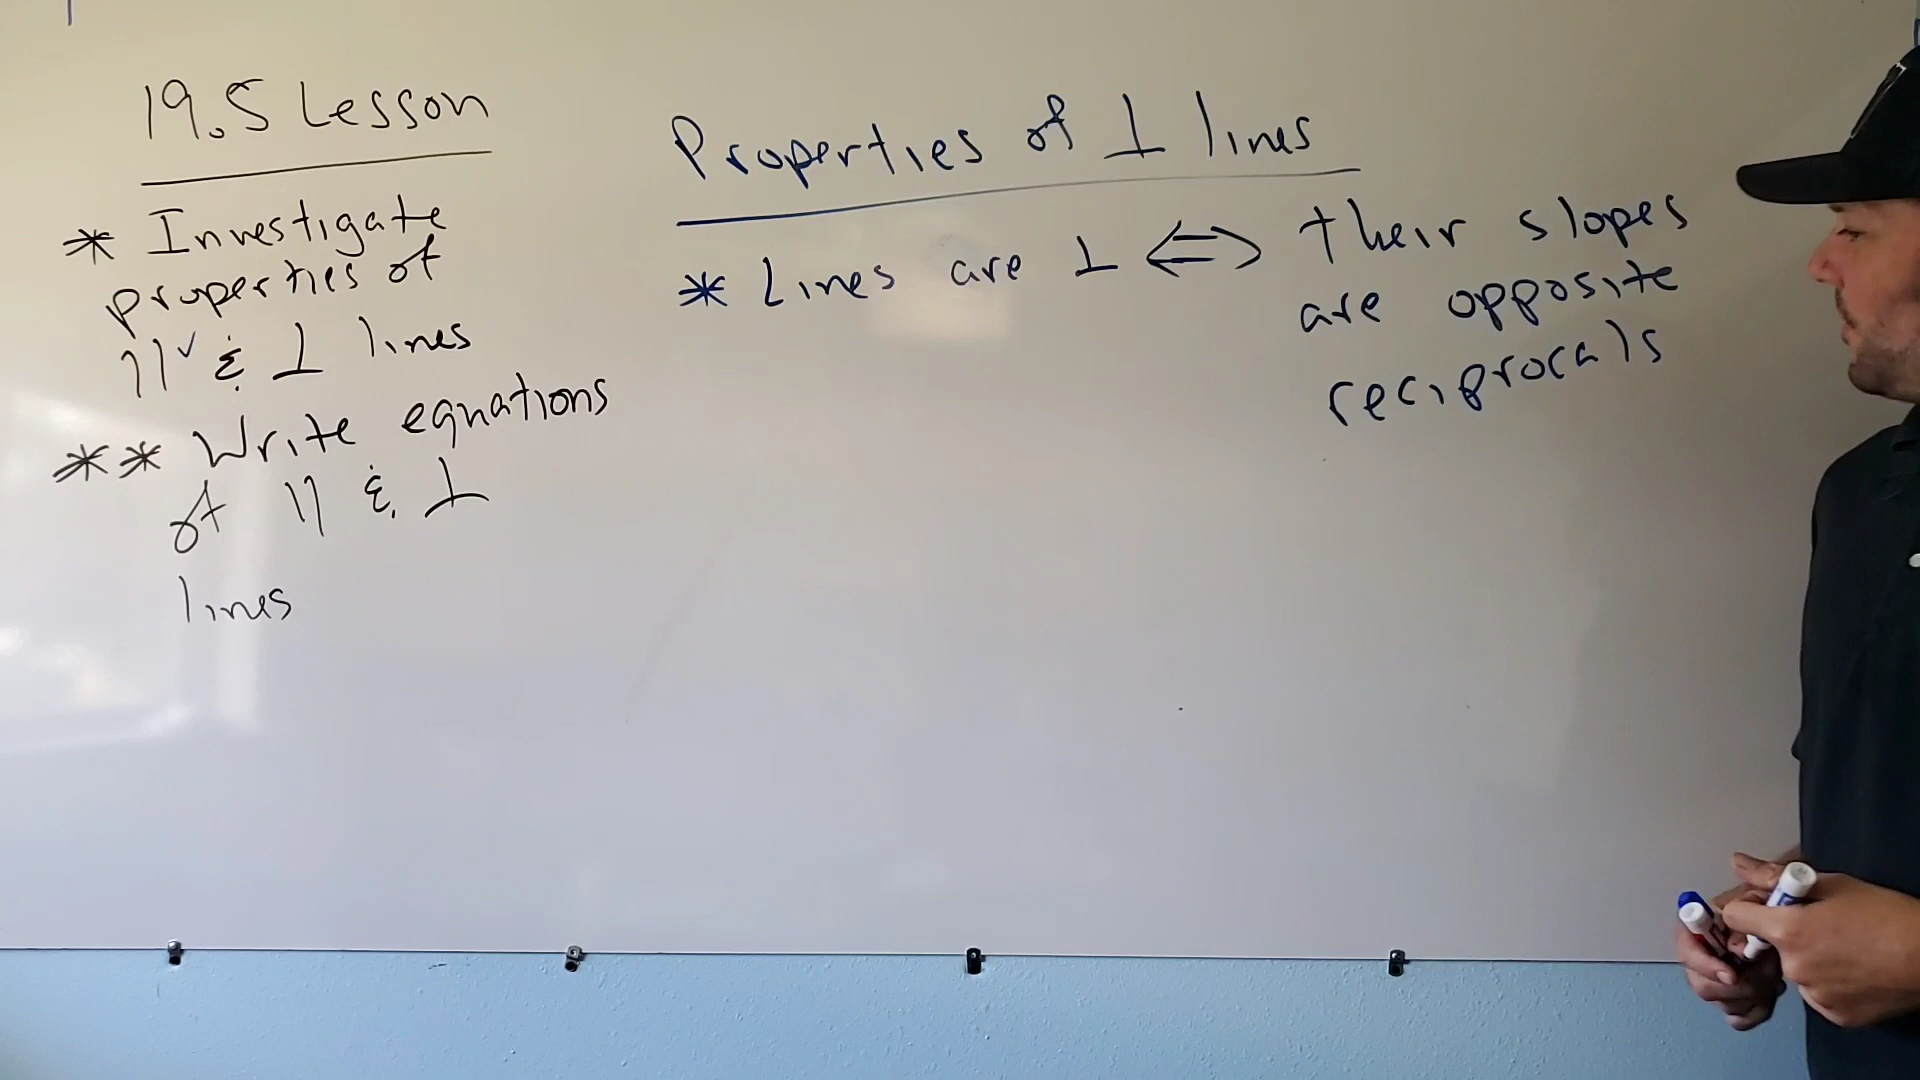 19.5 Lesson
* Investigate
properties of
||✓ & ⊥ lines
** Write equations
of || & ⊥
lines
Properties of ⊥ lines
* Lines are ⊥ ⟺ their slopes
are opposite
reciprocals